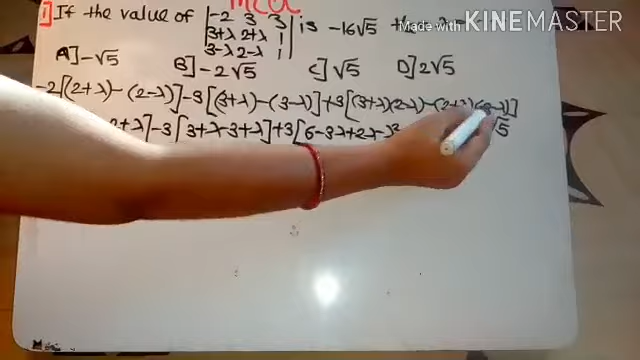 MCQ
1] If the value of |-2 3 3| is -16√5
|3+λ 2+λ 1|
|3-λ 2-λ 1|
A] -√5 B] -2√5 C] √5 D] 2√5
-2[(2+λ)-(2-λ)]-3[(3+λ)-(3-λ)]+3[(3+λ)(2-λ)-(2+λ)(3-λ)]
+λ]-3[3+λ-3+λ]+3[6-3λ+2λ-λ² √5
Made with KINEMASTER